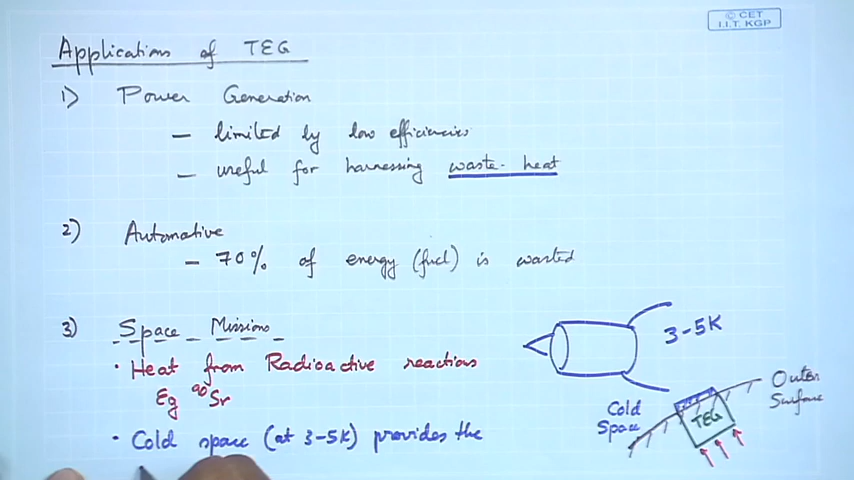 © CET
I.I.T. KGP
Applications of TEG
1) Power Generation
— limited by low efficiencies
— useful for harnessing waste-heat
2) Automative
— 70% of energy (fuel) is wasted
3) Space Missions
3-5K
• Heat from Radioactive reactions
Eg ⁹⁰Sr
Outer
Surface
Cold
Space
TEG
• Cold space (at 3-5K) provides the